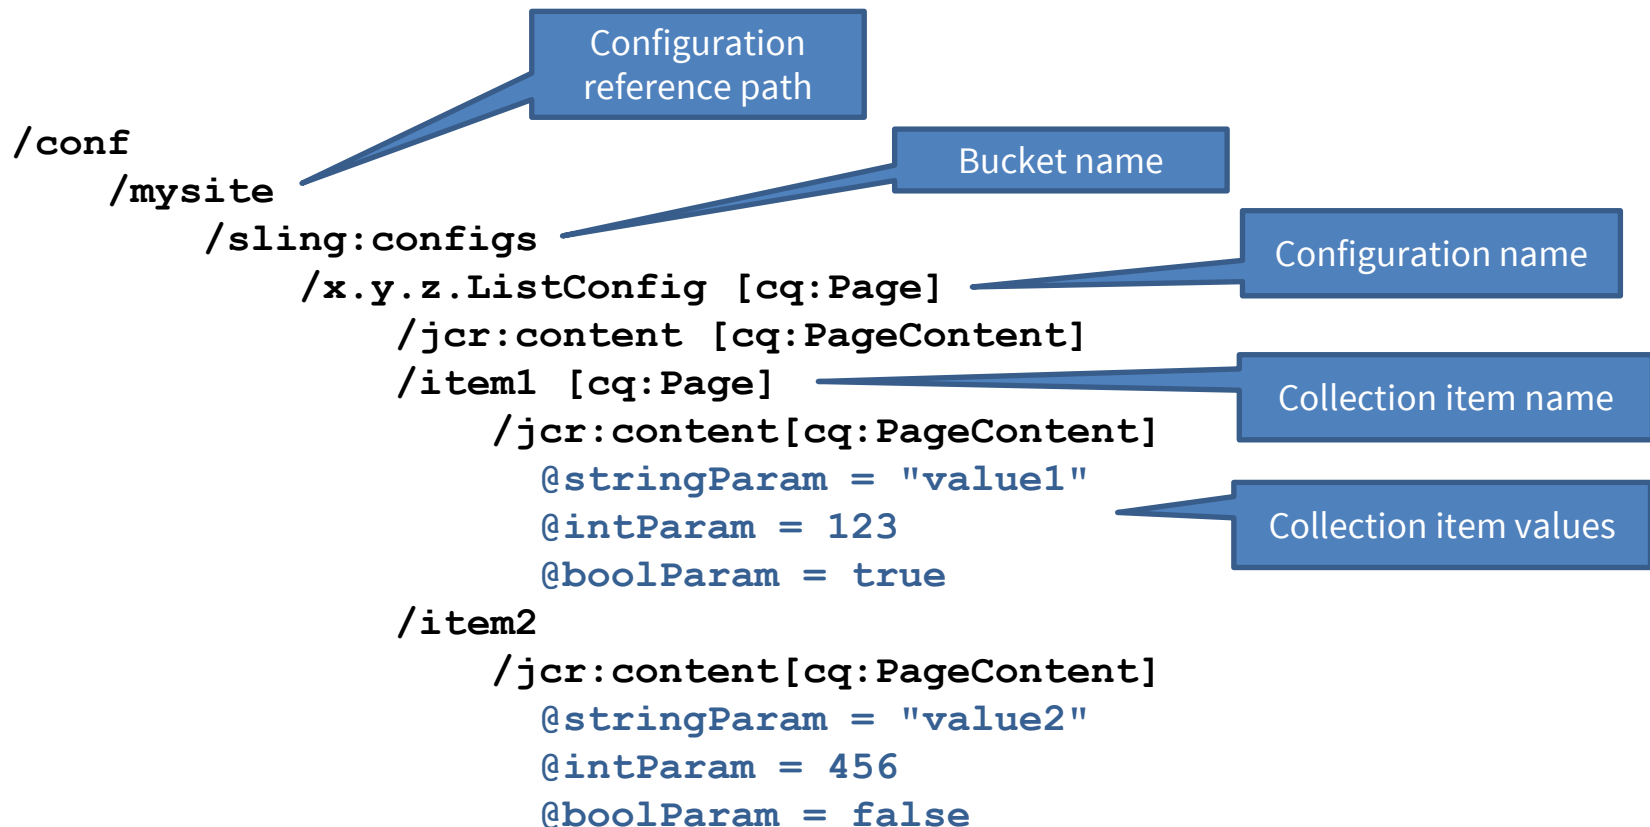 Configuration
reference path
/conf
Bucket name
/mysite
/sling:configs
Configuration name
/x.y.z.ListConfig [cq:Page]
/jcr:content [cq:PageContent]
/item1 [cq:Page]
Collection item name
/jcr:content[cq:PageContent]
@stringParam = "value1"
@intParam = 123
Collection item values
@boolParam = true
/item2
/jcr:content[cq:PageContent]
@stringParam = "value2"
@intParam = 456
@boolParam = false